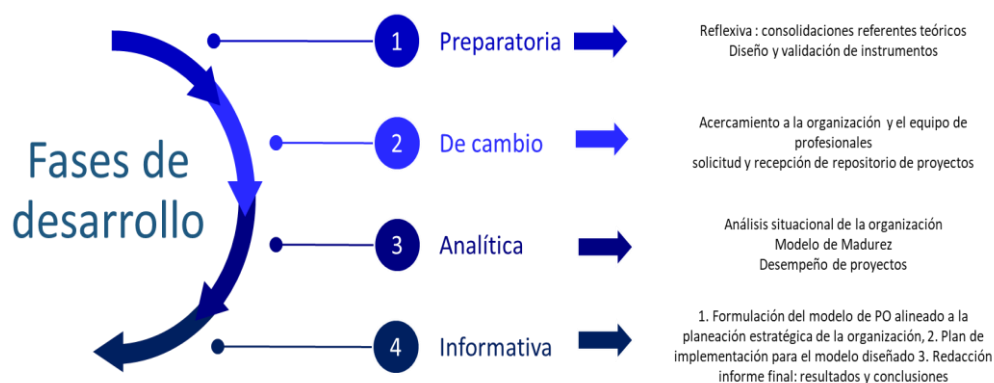 Fases de
desarrollo
1 Preparatoria
Reflexiva : consolidaciones referentes teóricos
Diseño y validación de instrumentos
2 De cambio
Acercamiento a la organización y el equipo de
profesionales
solicitud y recepción de repositorio de proyectos
3 Analítica
Análisis situacional de la organización
Modelo de Madurez
Desempeño de proyectos
4 Informativa
1. Formulación del modelo de PO alineado a la
planeación estratégica de la organización, 2. Plan de
implementación para el modelo diseñado 3. Redacción
informe final: resultados y conclusiones